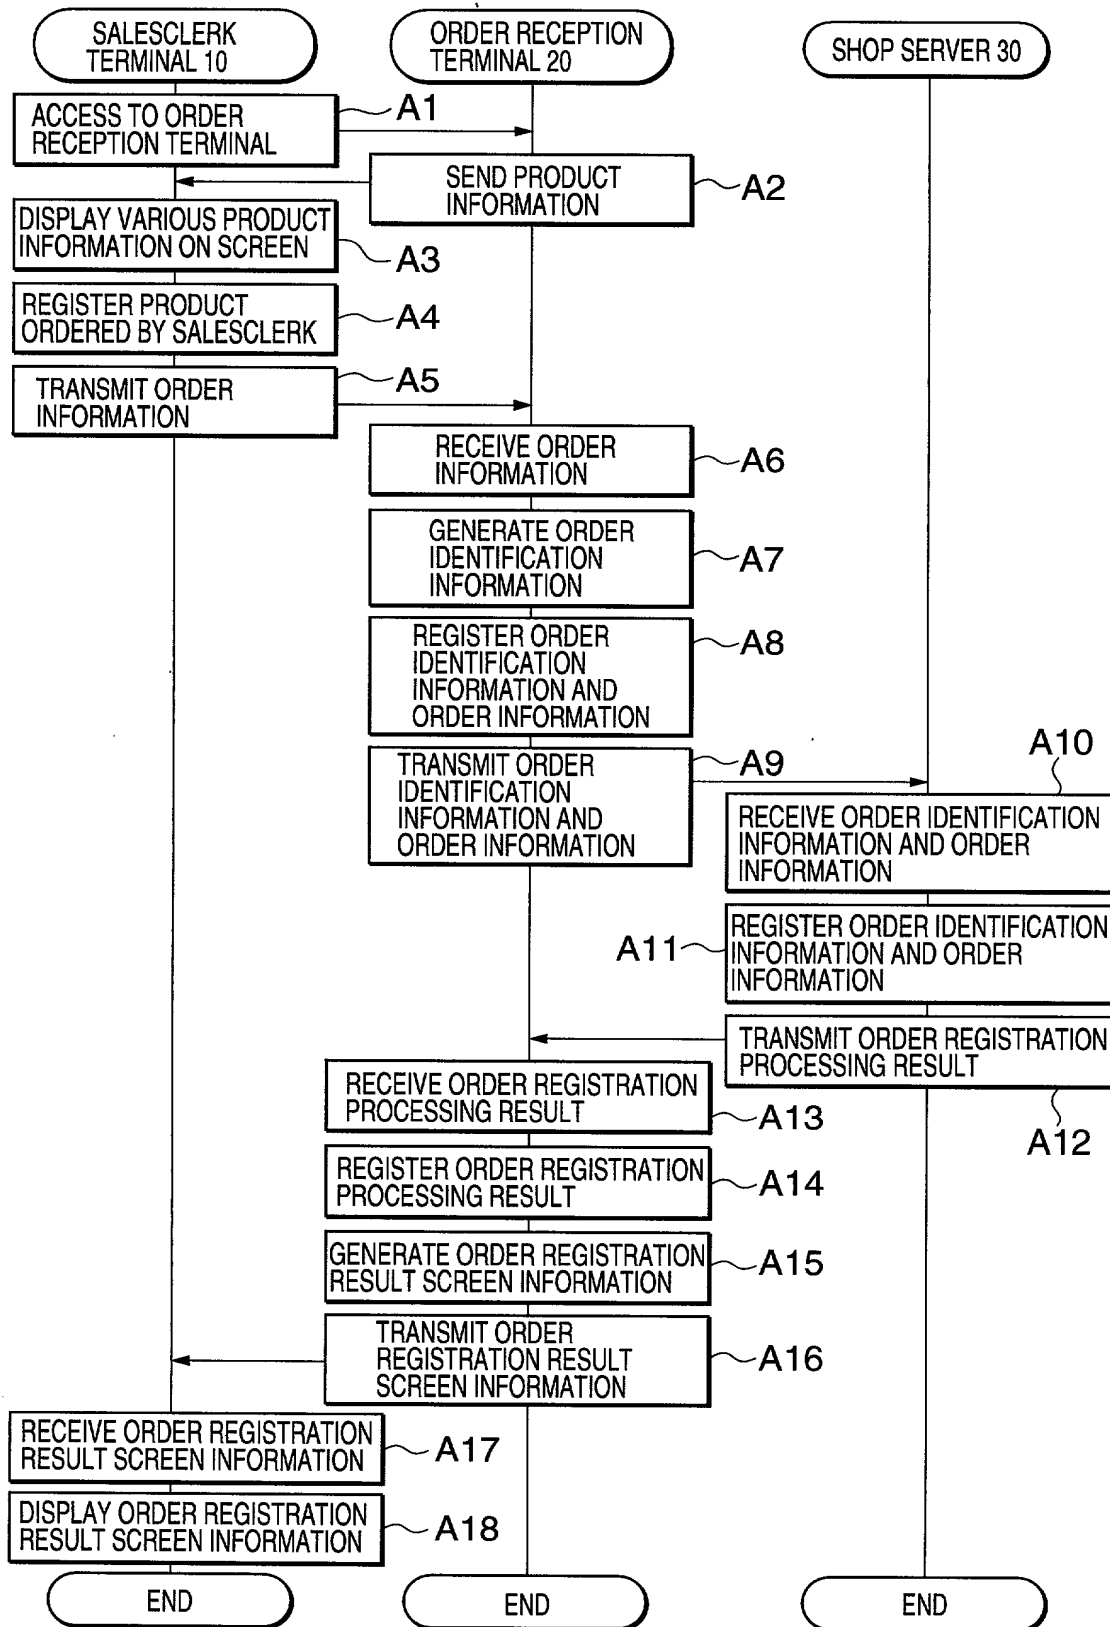 SALESCLERK
TERMINAL 10
ORDER RECEPTION
TERMINAL 20
SHOP SERVER 30
ACCESS TO ORDER
RECEPTION TERMINAL
A1
SEND PRODUCT
INFORMATION
A2
DISPLAY VARIOUS PRODUCT
INFORMATION ON SCREEN
A3
REGISTER PRODUCT
ORDERED BY SALESCLERK
A4
TRANSMIT ORDER
INFORMATION
A5
RECEIVE ORDER
INFORMATION
A6
GENERATE ORDER
IDENTIFICATION
INFORMATION
A7
REGISTER ORDER
IDENTIFICATION
INFORMATION AND
ORDER INFORMATION
A8
TRANSMIT ORDER
IDENTIFICATION
INFORMATION AND
ORDER INFORMATION
A9
A10
RECEIVE ORDER IDENTIFICATION
INFORMATION AND ORDER
INFORMATION
A11
REGISTER ORDER IDENTIFICATION
INFORMATION AND ORDER
INFORMATION
TRANSMIT ORDER REGISTRATION
PROCESSING RESULT
A12
RECEIVE ORDER REGISTRATION
PROCESSING RESULT
A13
REGISTER ORDER REGISTRATION
PROCESSING RESULT
A14
GENERATE ORDER REGISTRATION
RESULT SCREEN INFORMATION
A15
TRANSMIT ORDER
REGISTRATION RESULT
SCREEN INFORMATION
A16
RECEIVE ORDER REGISTRATION
RESULT SCREEN INFORMATION
A17
DISPLAY ORDER REGISTRATION
RESULT SCREEN INFORMATION
A18
END
END
END